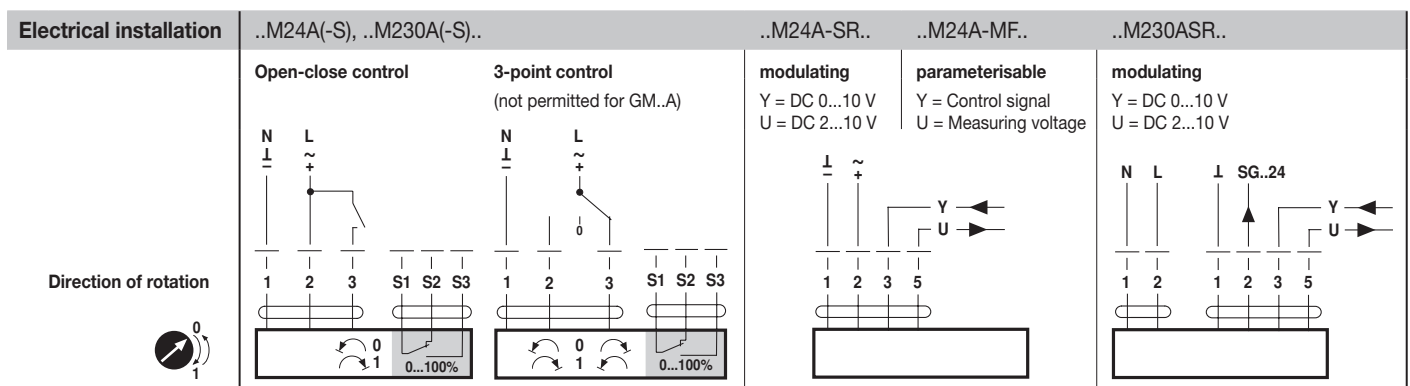 Electrical installation ..M24A(-S), ..M230A(-S).. ..M24A-SR.. ..M24A-MF.. ..M230ASR..
Open-close control 3-point control modulating parameterisable modulating
(not permitted for GM..A) Y = DC 0...10 V Y = Control signal Y = DC 0...10 V
U = DC 2...10 V U = Measuring voltage U = DC 2...10 V
N L N L
⊥ ~ ⊥ ~ ⊥ ~
– + – + – +
N L ⊥ SG..24
Y Y
0 U U
Direction of rotation 1 2 3 S1 S2 S3 1 2 3 S1 S2 S3 1 2 3 5 1 2 1 2 3 5
0 0 0
1 1 1
0...100% 0...100%